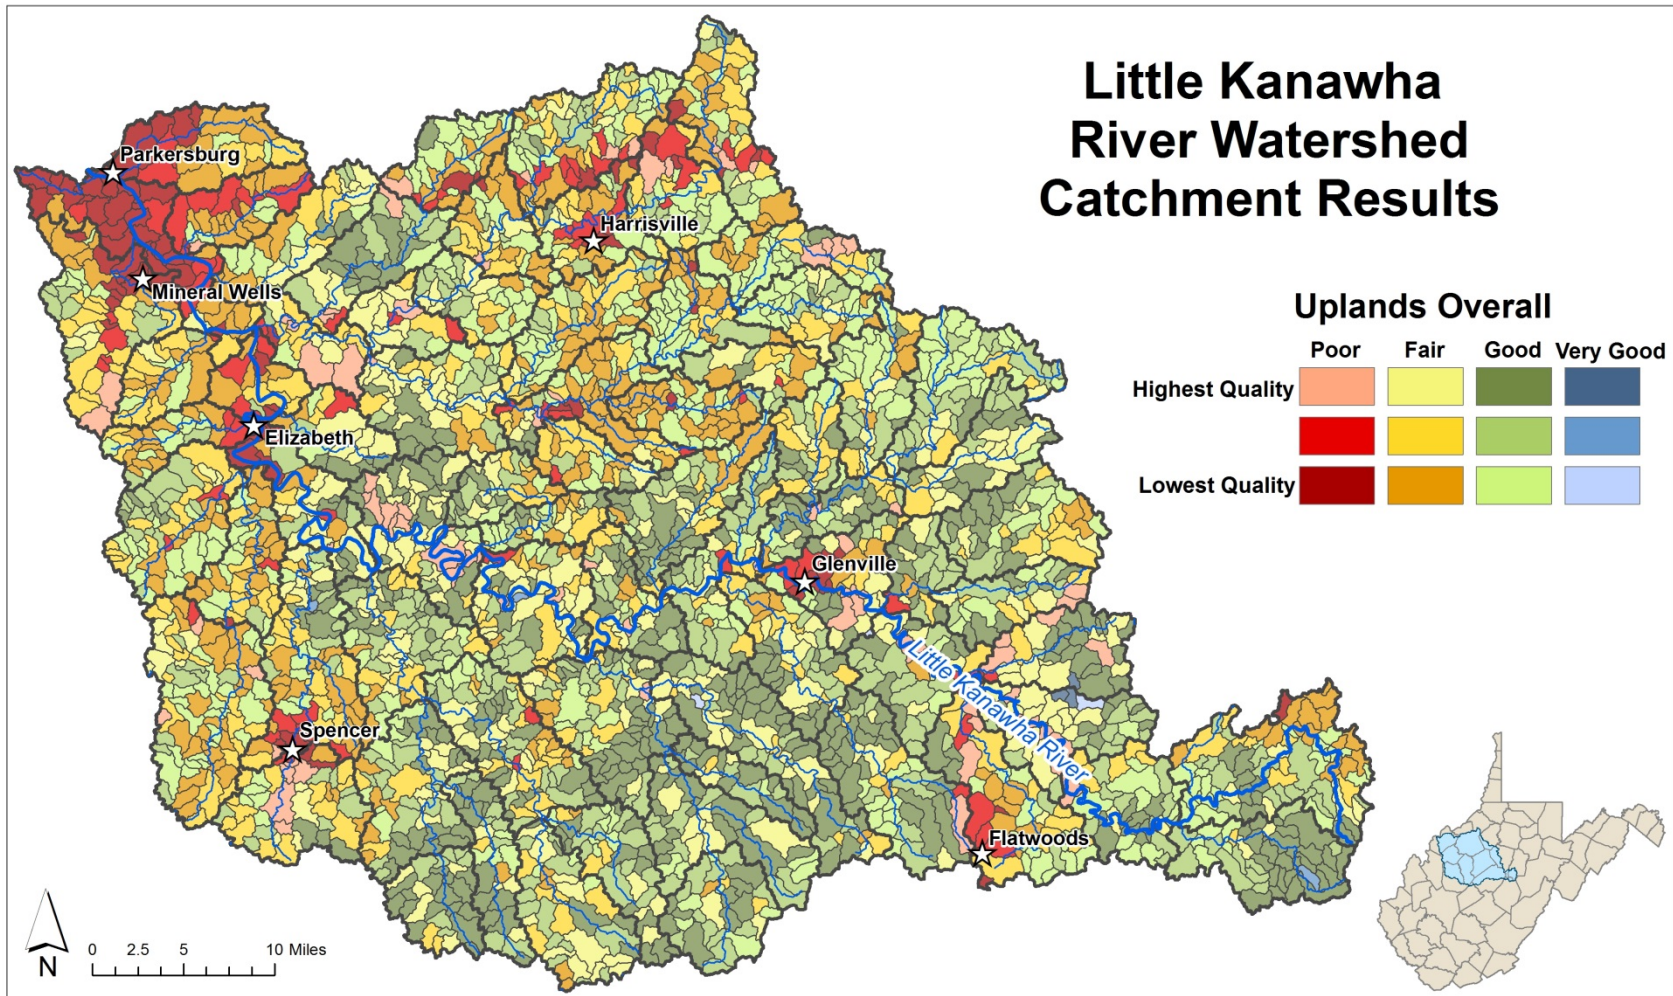 Little Kanawha
River Watershed
Catchment Results
Parkersburg
Harrisville
Mineral Wells
Uplands Overall
Poor Fair Good Very Good
Highest Quality
Lowest Quality
Elizabeth
Glenville
Little Kanawha River
Spencer
Flatwoods
N
0 2.5 5 10 Miles